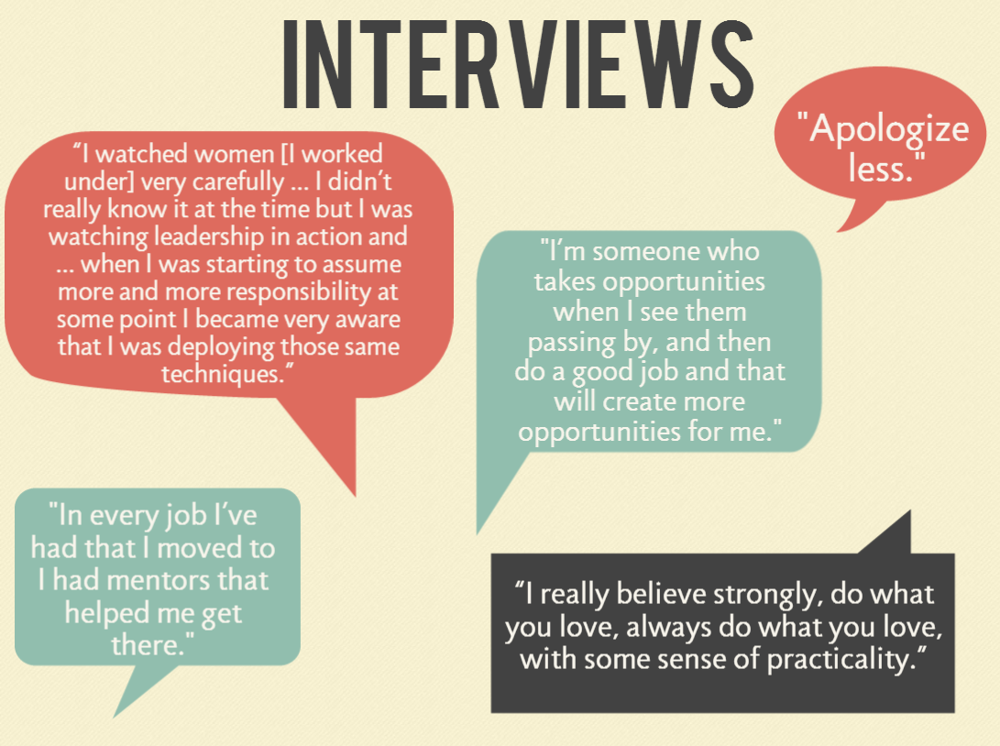 INTERVIEWS
"Apologize
less."
“I watched women [I worked
under] very carefully ... I didn’t
really know it at the time but I was
watching leadership in action and
... when I was starting to assume
more and more responsibility at
some point I became very aware
that I was deploying those same
techniques.”
"I’m someone who
takes opportunities
when I see them
passing by, and then
do a good job and that
will create more
opportunities for me."
"In every job I’ve
had that I moved to
I had mentors that
helped me get
there."
“I really believe strongly, do what
you love, always do what you love,
with some sense of practicality.”